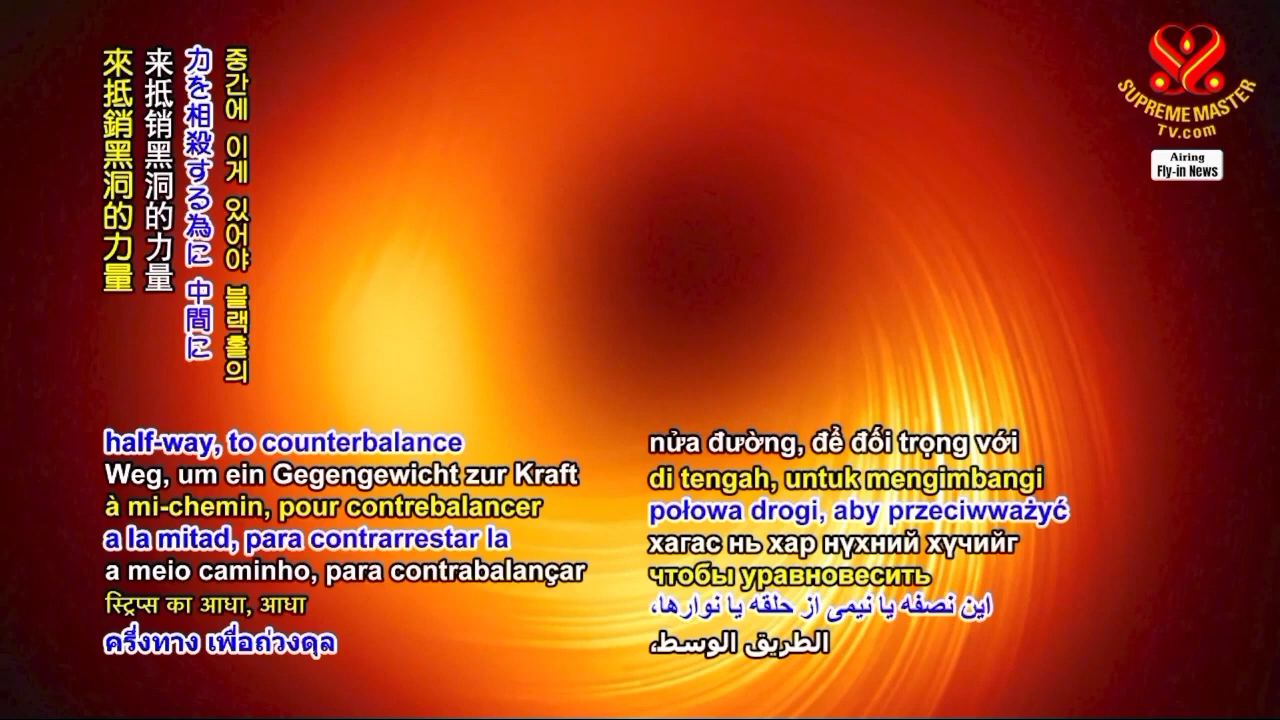 來抵銷黑洞的力量
来抵销黑洞的力量
力を相殺する為に 中間に
중간에 이게 있어야 블랙홀의
SUPREME MASTER
TV.com
Airing
Fly-in News
half-way, to counterbalance
Weg, um ein Gegengewicht zur Kraft
à mi-chemin, pour contrebalancer
a la mitad, para contrarrestar la
a meio caminho, para contrabalançar
स्ट्रिप्स का आधा, आधा
ครึ่งทาง เพื่อถ่วงดุล
nửa đường, để đối trọng với
di tengah, untuk mengimbangi
połowa drogi, aby przeciwważyć
хагас нь хар нүхний хүчийг
чтобы уравновесить
این نصفه یا نیمی از حلقه یا نوارها،
الطريق الوسط،